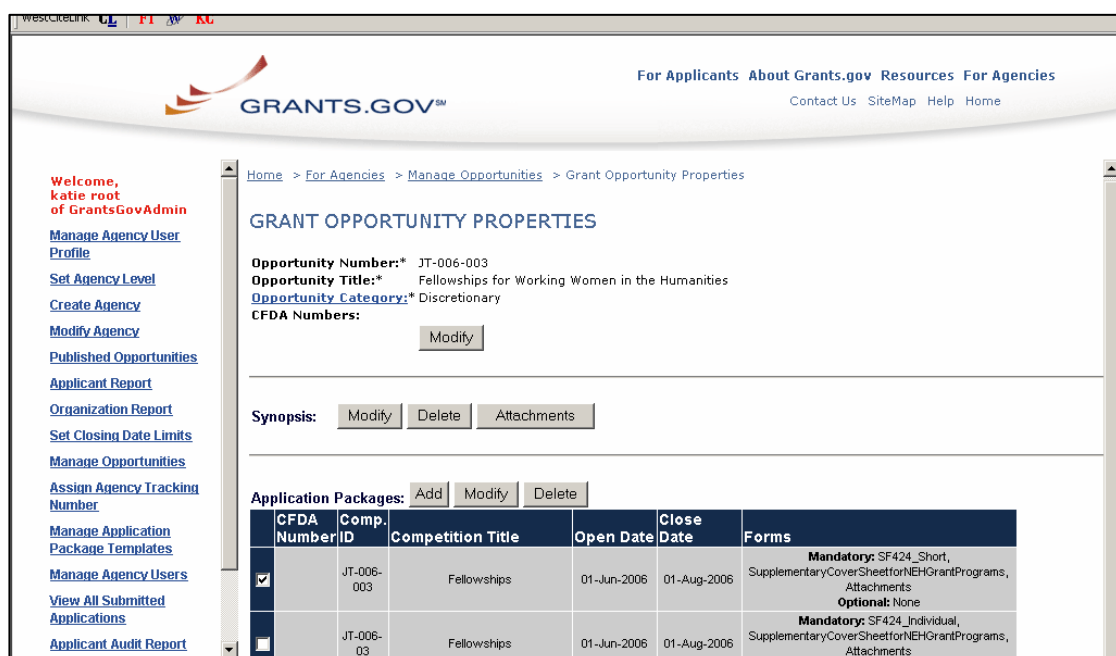 WestCiteLink CL FT W KC
For Applicants About Grants.gov Resources For Agencies
GRANTS.GOV℠
Contact Us SiteMap Help Home
Welcome,
katie root
of GrantsGovAdmin
Manage Agency User
Profile
Set Agency Level
Create Agency
Modify Agency
Published Opportunities
Applicant Report
Organization Report
Set Closing Date Limits
Manage Opportunities
Assign Agency Tracking
Number
Manage Application
Package Templates
Manage Agency Users
View All Submitted
Applications
Applicant Audit Report
Home > For Agencies > Manage Opportunities > Grant Opportunity Properties
GRANT OPPORTUNITY PROPERTIES
Opportunity Number:* JT-006-003
Opportunity Title:* Fellowships for Working Women in the Humanities
Opportunity Category:* Discretionary
CFDA Numbers:
Modify
Synopsis: Modify Delete Attachments
Application Packages: Add Modify Delete
CFDA Number Comp. ID Competition Title Open Date Close Date Forms
JT-006-003 Fellowships 01-Jun-2006 01-Aug-2006 Mandatory: SF424_Short,
SupplementaryCoverSheetforNEHGrantPrograms,
Attachments
Optional: None
JT-006-03 Fellowships 01-Jun-2006 01-Aug-2006 Mandatory: SF424_Individual,
SupplementaryCoverSheetforNEHGrantPrograms,
Attachments